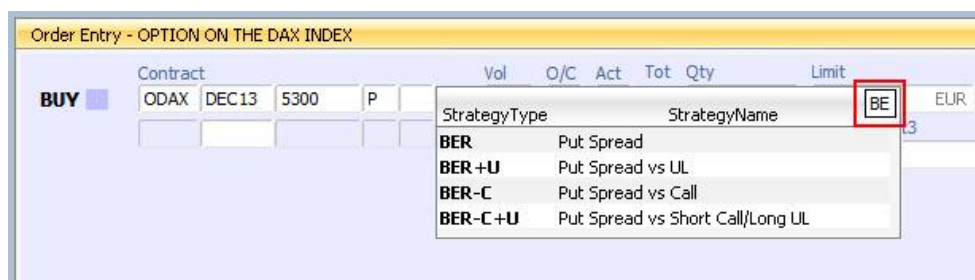 Order Entry - OPTION ON THE DAX INDEX
Contract Vol O/C Act Tot Qty Limit
BUY ODAX DEC13 5300 P EUR
StrategyType StrategyName BE
t3
BER Put Spread
BER+U Put Spread vs UL
BER-C Put Spread vs Call
BER-C+U Put Spread vs Short Call/Long UL